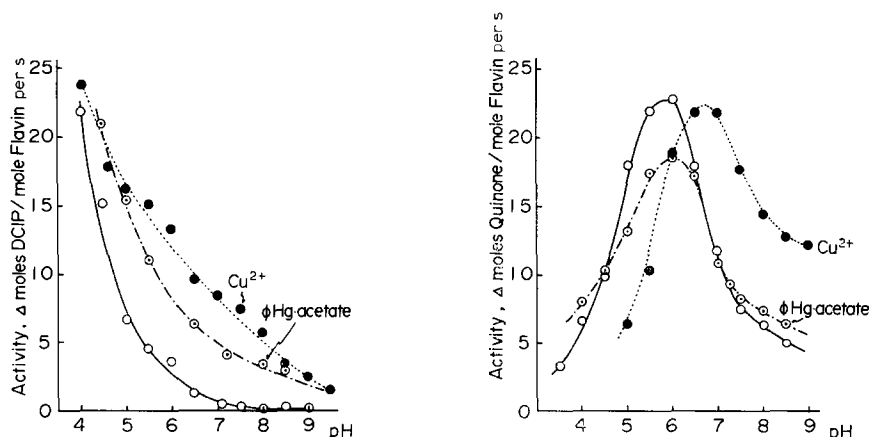 Activity, Δ moles DCIP/mole Flavin per s
25
20
15
10
5
0
Cu²⁺
ϕHg·acetate
4 5 6 7 8 9 pH
Activity, Δ moles Quinone/mole Flavin per s
25
20
15
10
5
0
Cu²⁺
ϕHg·acetate
4 5 6 7 8 9 pH